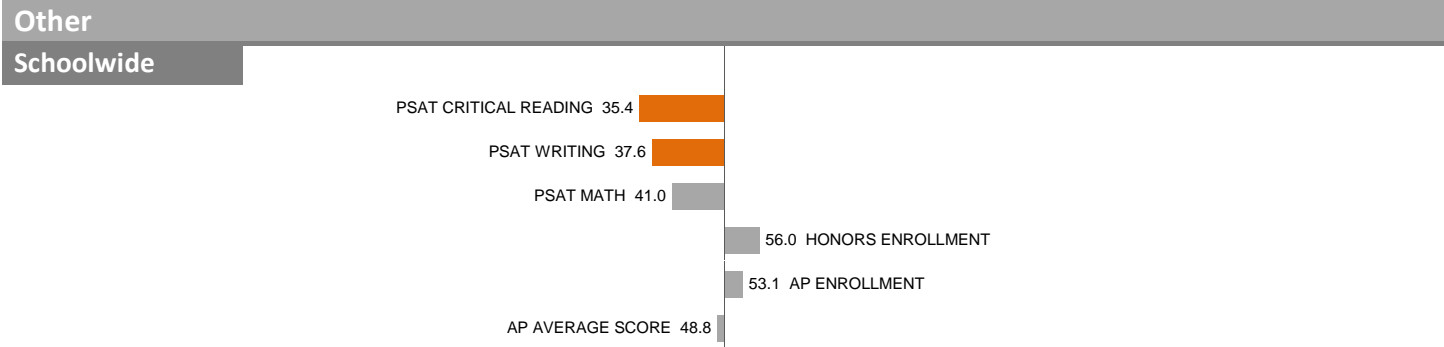 Other
Schoolwide
PSAT CRITICAL READING 35.4
PSAT WRITING 37.6
PSAT MATH 41.0
56.0 HONORS ENROLLMENT
53.1 AP ENROLLMENT
AP AVERAGE SCORE 48.8